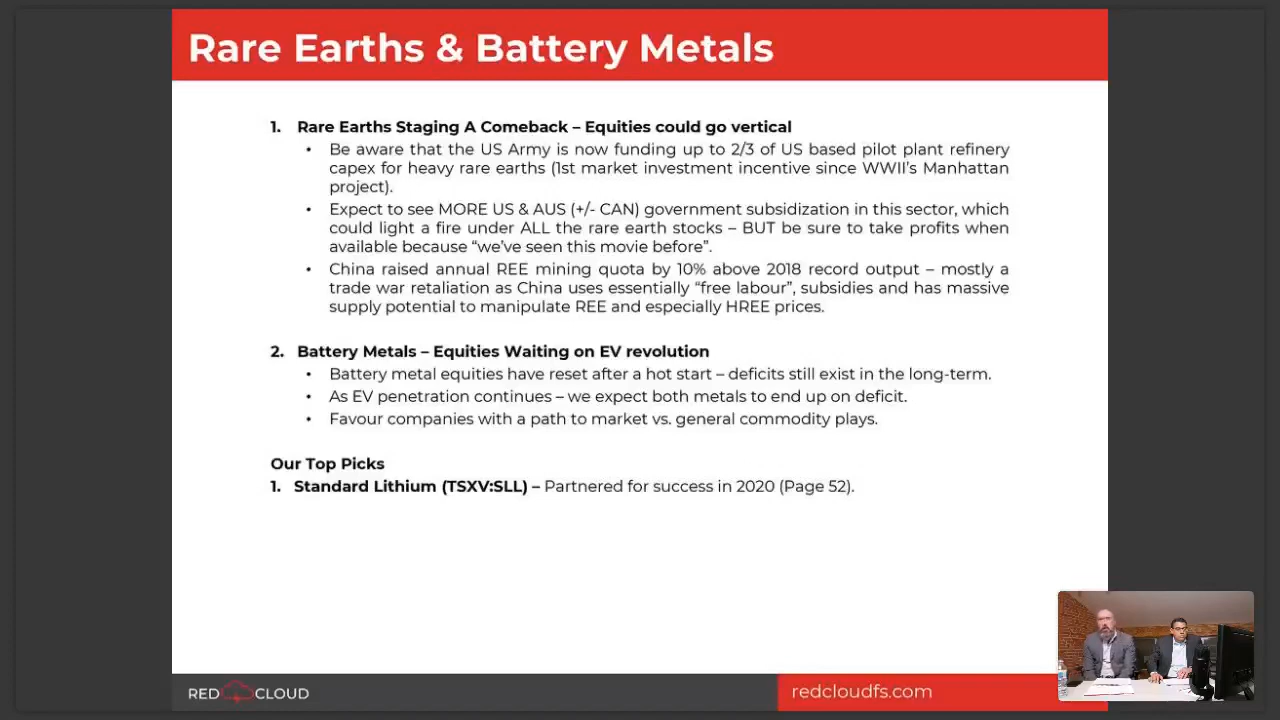 Rare Earths & Battery Metals
1. Rare Earths Staging A Comeback – Equities could go vertical
• Be aware that the US Army is now funding up to 2/3 of US based pilot plant refinery
capex for heavy rare earths (1st market investment incentive since WWII's Manhattan
project).
• Expect to see MORE US & AUS (+/- CAN) government subsidization in this sector, which
could light a fire under ALL the rare earth stocks – BUT be sure to take profits when
available because “we've seen this movie before”.
• China raised annual REE mining quota by 10% above 2018 record output – mostly a
trade war retaliation as China uses essentially “free labour”, subsidies and has massive
supply potential to manipulate REE and especially HREE prices.
2. Battery Metals – Equities Waiting on EV revolution
• Battery metal equities have reset after a hot start – deficits still exist in the long-term.
• As EV penetration continues – we expect both metals to end up on deficit.
• Favour companies with a path to market vs. general commodity plays.
Our Top Picks
1. Standard Lithium (TSXV:SLL) – Partnered for success in 2020 (Page 52).
RED CLOUD
redcloudfs.com